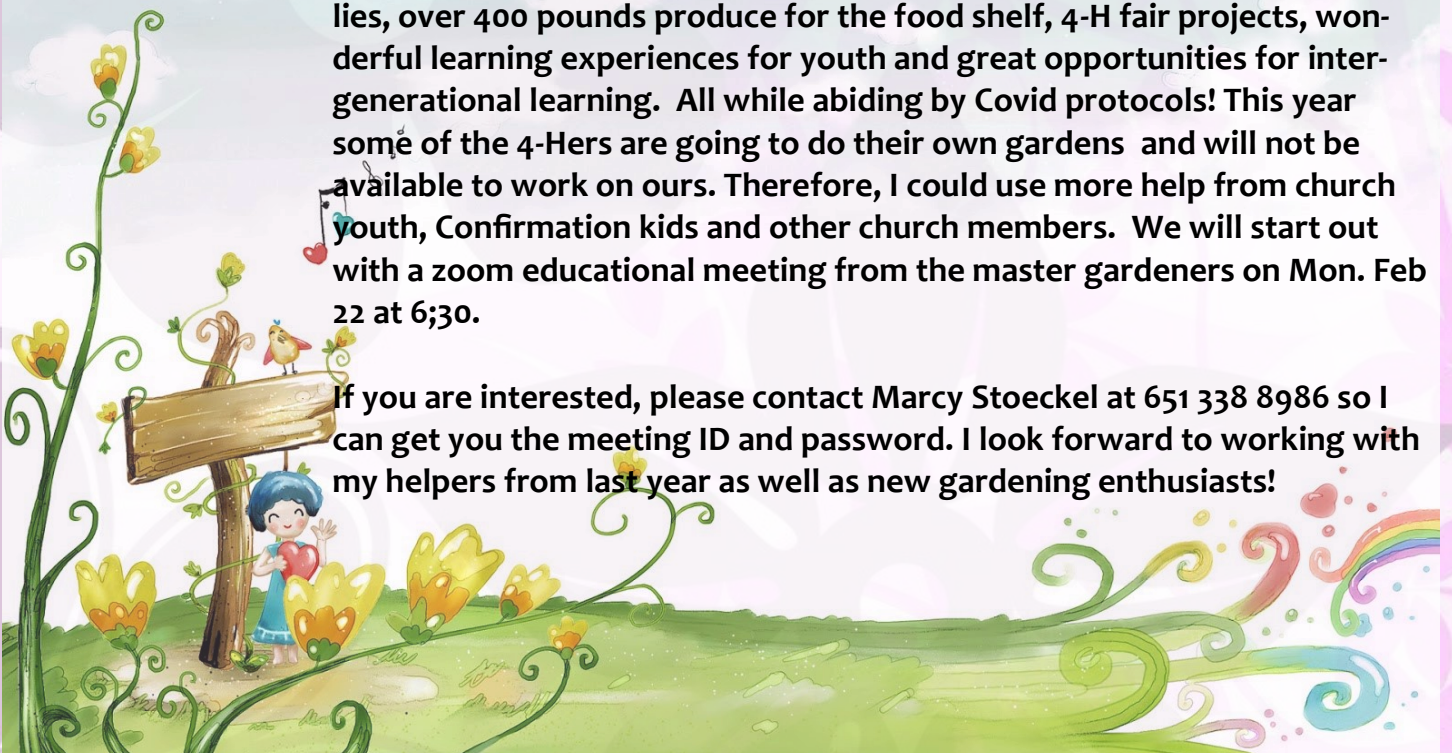 lies, over 400 pounds produce for the food shelf, 4-H fair projects, won-
derful learning experiences for youth and great opportunities for inter-
generational learning.  All while abiding by Covid protocols! This year
some of the 4-Hers are going to do their own gardens  and will not be
available to work on ours. Therefore, I could use more help from church
youth, Confirmation kids and other church members.  We will start out
with a zoom educational meeting from the master gardeners on Mon. Feb
22 at 6;30.
If you are interested, please contact Marcy Stoeckel at 651 338 8986 so I
can get you the meeting ID and password. I look forward to working with
my helpers from last year as well as new gardening enthusiasts!